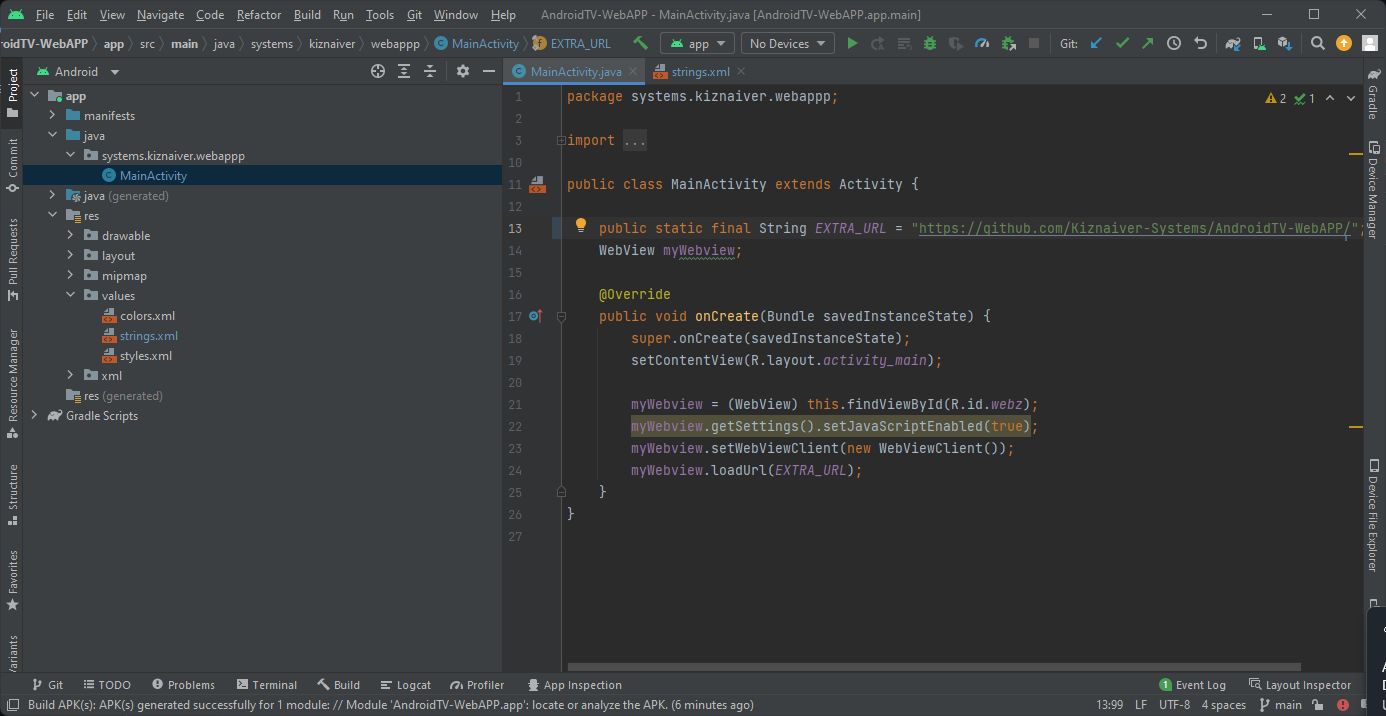 File Edit View Navigate Code Refactor Build Run Tools Git Window Help AndroidTV-WebAPP - MainActivity.java [AndroidTV-WebAPP.app.main]
roidTV-WebAPP app src main java systems kiznaiver webappp MainActivity EXTRA_URL app No Devices Git:
Project
Commit
Pull Requests
Resource Manager
Structure
Favorites
Variants
Android
app
manifests
java
systems.kiznaiver.webappp
MainActivity
java (generated)
res
drawable
layout
mipmap
values
colors.xml
strings.xml
styles.xml
xml
res (generated)
Gradle Scripts
MainActivity.java strings.xml
2 1
1 package systems.kiznaiver.webappp;
2
3 import ...
10
11 public class MainActivity extends Activity {
12
13 public static final String EXTRA_URL = "https://github.com/Kiznaiver-Systems/AndroidTV-WebAPP/";
14 WebView myWebview;
15
16 @Override
17 public void onCreate(Bundle savedInstanceState) {
18 super.onCreate(savedInstanceState);
19 setContentView(R.layout.activity_main);
20
21 myWebview = (WebView) this.findViewById(R.id.webz);
22 myWebview.getSettings().setJavaScriptEnabled(true);
23 myWebview.setWebViewClient(new WebViewClient());
24 myWebview.loadUrl(EXTRA_URL);
25 }
26 }
27
Gradle
Device Manager
Device File Explorer
Git TODO Problems Terminal Build Logcat Profiler App Inspection 1 Event Log Layout Inspector
Build APK(s): APK(s) generated successfully for 1 module: // Module 'AndroidTV-WebAPP.app': locate or analyze the APK. (6 minutes ago) 13:99 LF UTF-8 4 spaces main